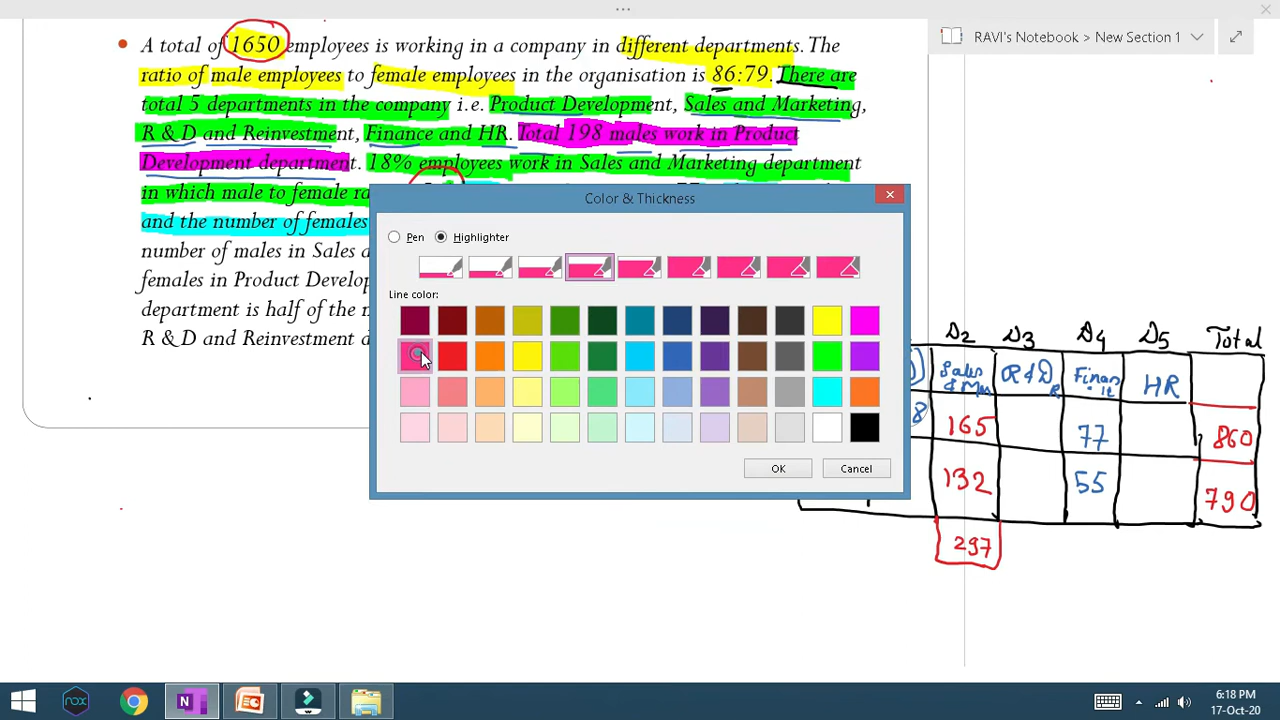 RAVI's Notebook > New Section 1
A total of 1650 employees is working in a company in different departments. The
ratio of male employees to female employees in the organisation is 86:79. There are
total 5 departments in the company i.e. Product Development, Sales and Marketing,
R & D and Reinvestment, Finance and HR. Total 198 males work in Product
Development department. 18% employees work in Sales and Marketing department
in which male to female ra
and the number of females
number of males in Sales a
females in Product Develop
department is half of the n
R & D and Reinvestment d
Color & Thickness
Pen Highlighter
Line color:
OK Cancel
D2 D3 D4 D5 Total
Sales R & D HR
8 165 77 860
132 55 790
297
6:18 PM
17-Oct-20